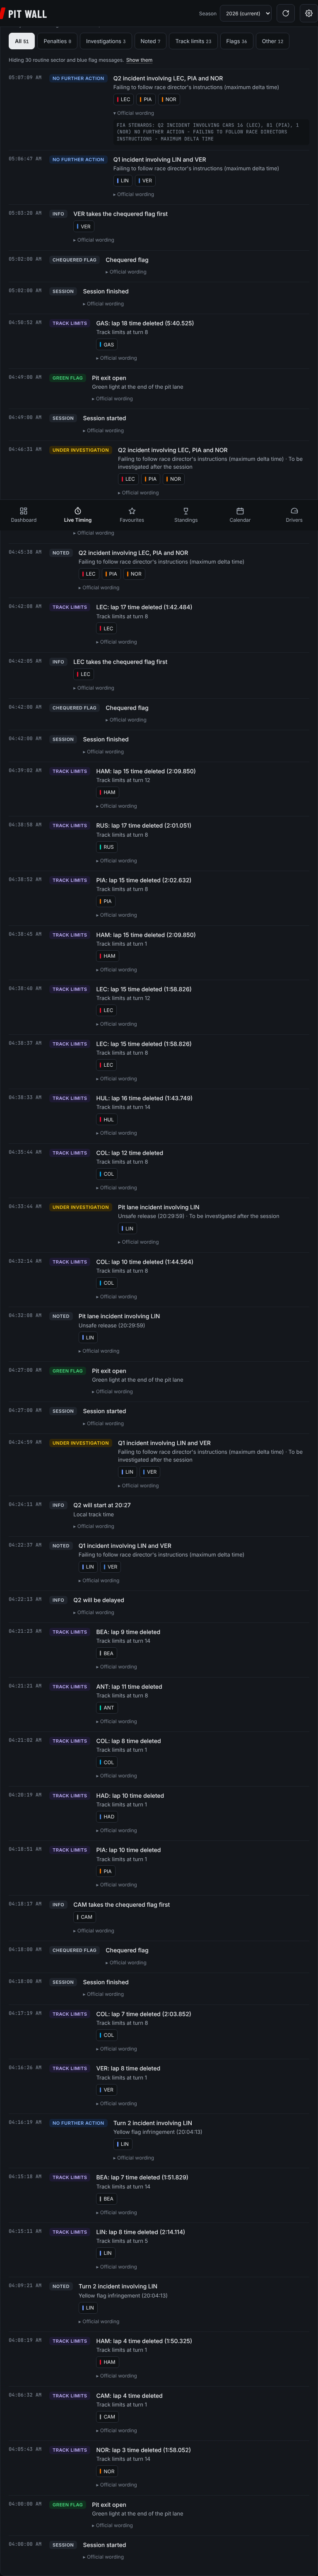 PIT WALL
Season
2026 (current)
All 51
Penalties 0
Investigations 3
Noted 7
Track limits 23
Flags 36
Other 12
Hiding 30 routine sector and blue flag messages. Show them
05:07:09 AM
NO FURTHER ACTION
Q2 incident involving LEC, PIA and NOR
Failing to follow race director's instructions (maximum delta time)
LEC
PIA
NOR
▾ Official wording
FIA STEWARDS: Q2 INCIDENT INVOLVING CARS 16 (LEC), 81 (PIA), 1
(NOR) NO FURTHER ACTION - FAILING TO FOLLOW RACE DIRECTORS
INSTRUCTIONS - MAXIMUM DELTA TIME
05:06:47 AM
NO FURTHER ACTION
Q1 incident involving LIN and VER
Failing to follow race director's instructions (maximum delta time)
LIN
VER
▸ Official wording
INFO
VER takes the chequered flag first
VER
▸ Official wording
05:02:00 AM
CHEQUERED FLAG
Chequered flag
▸ Official wording
SESSION
Session finished
▸ Official wording
04:50:52 AM
TRACK LIMITS
GAS: lap 18 time deleted (5:40.525)
Track limits at turn 8
GAS
▸ Official wording
04:49:00 AM
GREEN FLAG
Pit exit open
Green light at the end of the pit lane
▸ Official wording
04:49:00 AM
SESSION
Session started
▸ Official wording
04:46:31 AM
UNDER INVESTIGATION
Q2 incident involving LEC, PIA and NOR
Failing to follow race director's instructions (maximum delta time) · To be
investigated after the session
LEC
PIA
NOR
▸ Official wording
Dashboard
Live Timing
Favourites
Standings
Calendar
Drivers
▸ Official wording
04:45:38 AM
NOTED
Q2 incident involving LEC, PIA and NOR
Failing to follow race director's instructions (maximum delta time)
LEC
PIA
NOR
▸ Official wording
04:42:08 AM
TRACK LIMITS
LEC: lap 17 time deleted (1:42.484)
Track limits at turn 8
LEC
▸ Official wording
04:42:05 AM
INFO
LEC takes the chequered flag first
LEC
▸ Official wording
04:42:00 AM
CHEQUERED FLAG
Chequered flag
▸ Official wording
04:42:00 AM
SESSION
Session finished
▸ Official wording
04:39:02 AM
TRACK LIMITS
HAM: lap 15 time deleted (2:09.850)
Track limits at turn 12
HAM
▸ Official wording
04:38:58 AM
TRACK LIMITS
RUS: lap 17 time deleted (2:01.051)
Track limits at turn 8
RUS
▸ Official wording
04:38:52 AM
TRACK LIMITS
PIA: lap 15 time deleted (2:02.632)
Track limits at turn 8
PIA
▸ Official wording
04:38:45 AM
TRACK LIMITS
HAM: lap 15 time deleted (2:09.850)
Track limits at turn 1
HAM
▸ Official wording
04:38:40 AM
TRACK LIMITS
LEC: lap 15 time deleted (1:58.826)
Track limits at turn 12
LEC
▸ Official wording
04:38:37 AM
TRACK LIMITS
LEC: lap 15 time deleted (1:58.826)
Track limits at turn 8
LEC
▸ Official wording
04:38:33 AM
TRACK LIMITS
HUL: lap 16 time deleted (1:43.749)
Track limits at turn 14
HUL
▸ Official wording
04:35:44 AM
TRACK LIMITS
COL: lap 12 time deleted
Track limits at turn 8
COL
▸ Official wording
04:33:44 AM
UNDER INVESTIGATION
Pit lane incident involving LIN
Unsafe release (20:29:59) · To be investigated after the session
LIN
▸ Official wording
04:32:14 AM
TRACK LIMITS
COL: lap 10 time deleted (1:44.564)
Track limits at turn 8
COL
▸ Official wording
NOTED
Pit lane incident involving LIN
Unsafe release (20:29:59)
LIN
▸ Official wording
04:27:00 AM
GREEN FLAG
Pit exit open
Green light at the end of the pit lane
▸ Official wording
04:27:00 AM
SESSION
Session started
▸ Official wording
04:24:59 AM
UNDER INVESTIGATION
Q1 incident involving LIN and VER
Failing to follow race director's instructions (maximum delta time) · To be
investigated after the session
LIN
VER
▸ Official wording
04:24:11 AM
INFO
Q2 will start at 20:27
Local track time
▸ Official wording
04:22:37 AM
NOTED
Q1 incident involving LIN and VER
Failing to follow race director's instructions (maximum delta time)
LIN
VER
▸ Official wording
04:22:13 AM
INFO
Q2 will be delayed
▸ Official wording
04:21:23 AM
TRACK LIMITS
BEA: lap 9 time deleted
Track limits at turn 14
BEA
▸ Official wording
04:21:21 AM
TRACK LIMITS
ANT: lap 11 time deleted
Track limits at turn 8
ANT
▸ Official wording
04:21:02 AM
TRACK LIMITS
COL: lap 8 time deleted
Track limits at turn 1
COL
▸ Official wording
04:20:19 AM
TRACK LIMITS
HAD: lap 10 time deleted
Track limits at turn 1
HAD
▸ Official wording
04:18:51 AM
TRACK LIMITS
PIA: lap 10 time deleted
Track limits at turn 1
PIA
▸ Official wording
04:18:17 AM
INFO
CAM takes the chequered flag first
CAM
▸ Official wording
04:18:00 AM
CHEQUERED FLAG
Chequered flag
▸ Official wording
04:18:00 AM
SESSION
Session finished
▸ Official wording
04:17:19 AM
TRACK LIMITS
COL: lap 7 time deleted (2:03.852)
Track limits at turn 8
COL
▸ Official wording
04:16:26 AM
TRACK LIMITS
VER: lap 8 time deleted
Track limits at turn 1
VER
▸ Official wording
04:16:19 AM
NO FURTHER ACTION
Turn 2 incident involving LIN
Yellow flag infringement (20:04:13)
LIN
▸ Official wording
04:15:18 AM
TRACK LIMITS
BEA: lap 7 time deleted (1:51.829)
Track limits at turn 14
BEA
▸ Official wording
04:15:11 AM
TRACK LIMITS
LIN: lap 8 time deleted (2:14.114)
Track limits at turn 5
LIN
▸ Official wording
04:09:31 AM
NOTED
Turn 2 incident involving LIN
Yellow flag infringement (20:04:13)
LIN
▸ Official wording
04:08:19 AM
TRACK LIMITS
HAM: lap 4 time deleted (1:50.325)
Track limits at turn 1
HAM
▸ Official wording
04:06:32 AM
TRACK LIMITS
CAM: lap 4 time deleted
Track limits at turn 1
CAM
▸ Official wording
04:05:43 AM
TRACK LIMITS
NOR: lap 3 time deleted (1:58.052)
Track limits at turn 14
NOR
▸ Official wording
04:00:00 AM
GREEN FLAG
Pit exit open
Green light at the end of the pit lane
▸ Official wording
04:00:00 AM
SESSION
Session started
▸ Official wording